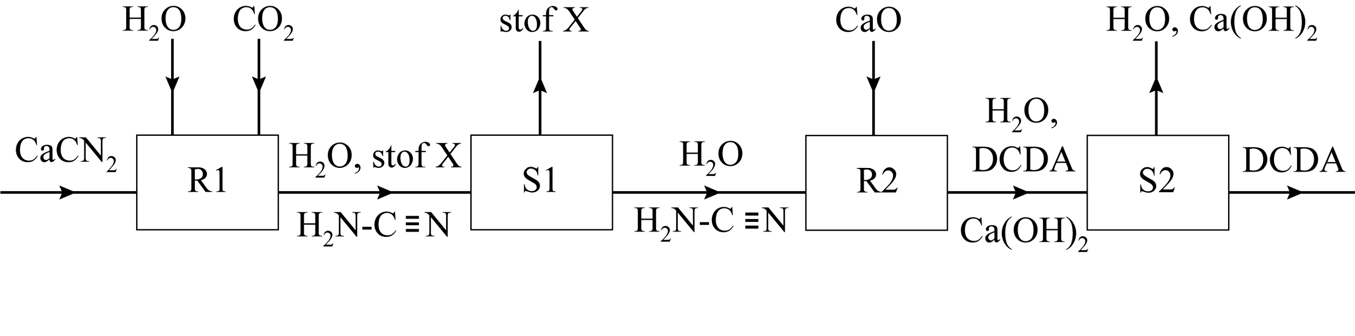 H₂O
CO₂
stof X
CaO
H₂O, Ca(OH)₂
CaCN₂
R1
H₂O, stof X
H₂N-C≡N
S1
H₂O
H₂N-C≡N
R2
H₂O,
DCDA
Ca(OH)₂
S2
DCDA